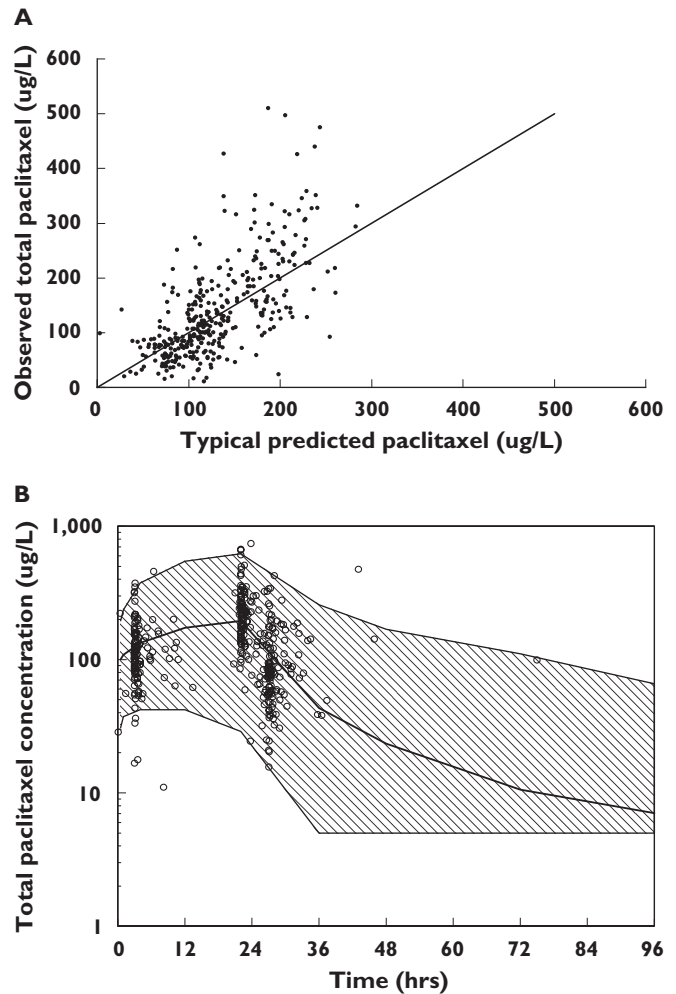 A
Observed total paclitaxel (ug/L)
600
500
400
300
200
100
0
0 100 200 300 400 500 600
Typical predicted paclitaxel (ug/L)
B
Total paclitaxel concentration (ug/L)
1,000
100
10
1
0 12 24 36 48 60 72 84 96
Time (hrs)